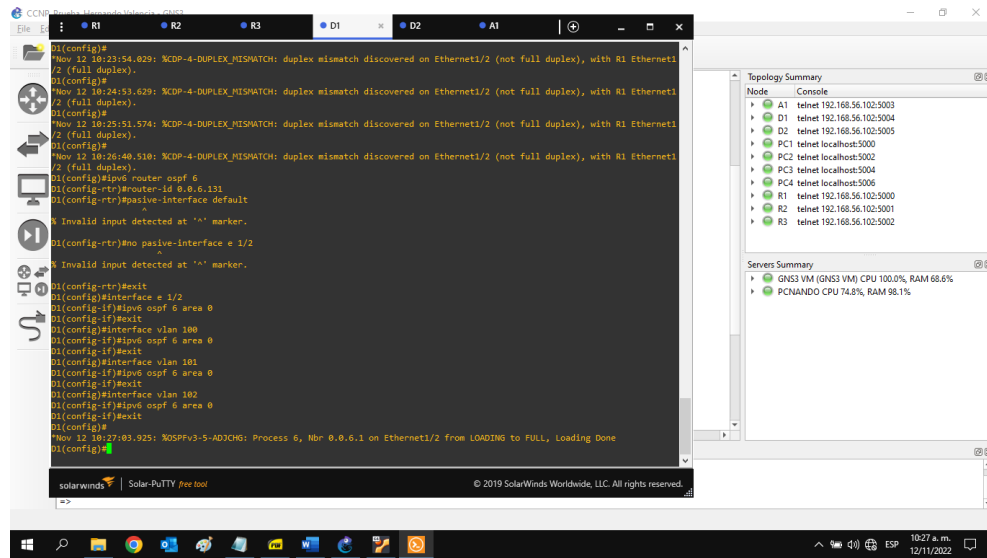 CCNP_Prueba_Hernando Valencia - GNS3
File Ed
R1 R2 R3 D1 × D2 A1
D1(config)#
*Nov 12 10:23:54.029: %CDP-4-DUPLEX_MISMATCH: duplex mismatch discovered on Ethernet1/2 (not full duplex), with R1 Ethernet1
/2 (full duplex).
D1(config)#
*Nov 12 10:24:53.629: %CDP-4-DUPLEX_MISMATCH: duplex mismatch discovered on Ethernet1/2 (not full duplex), with R1 Ethernet1
/2 (full duplex).
D1(config)#
*Nov 12 10:25:51.574: %CDP-4-DUPLEX_MISMATCH: duplex mismatch discovered on Ethernet1/2 (not full duplex), with R1 Ethernet1
/2 (full duplex).
D1(config)#
*Nov 12 10:26:40.510: %CDP-4-DUPLEX_MISMATCH: duplex mismatch discovered on Ethernet1/2 (not full duplex), with R1 Ethernet1
/2 (full duplex).
D1(config)#ipv6 router ospf 6
D1(config-rtr)#router-id 0.0.6.131
D1(config-rtr)#pasive-interface default
^
% Invalid input detected at '^' marker.
D1(config-rtr)#no pasive-interface e 1/2
^
% Invalid input detected at '^' marker.
D1(config-rtr)#exit
D1(config)#interface e 1/2
D1(config-if)#ipv6 ospf 6 area 0
D1(config-if)#exit
D1(config)#interface vlan 100
D1(config-if)#ipv6 ospf 6 area 0
D1(config-if)#exit
D1(config)#interface vlan 101
D1(config-if)#ipv6 ospf 6 area 0
D1(config-if)#exit
D1(config)#interface vlan 102
D1(config-if)#ipv6 ospf 6 area 0
D1(config-if)#exit
D1(config)#
*Nov 12 10:27:03.925: %OSPFv3-5-ADJCHG: Process 6, Nbr 0.0.6.1 on Ethernet1/2 from LOADING to FULL, Loading Done
D1(config)#
solarwinds Solar-PuTTY free tool © 2019 SolarWinds Worldwide, LLC. All rights reserved.
=>
Topology Summary
Node Console
A1 telnet 192.168.56.102:5003
D1 telnet 192.168.56.102:5004
D2 telnet 192.168.56.102:5005
PC1 telnet localhost:5000
PC2 telnet localhost:5002
PC3 telnet localhost:5004
PC4 telnet localhost:5006
R1 telnet 192.168.56.102:5000
R2 telnet 192.168.56.102:5001
R3 telnet 192.168.56.102:5002
Servers Summary
GNS3 VM (GNS3 VM) CPU 100.0%, RAM 68.6%
PCNANDO CPU 74.8%, RAM 98.1%
ESP
10:27 a. m.
12/11/2022